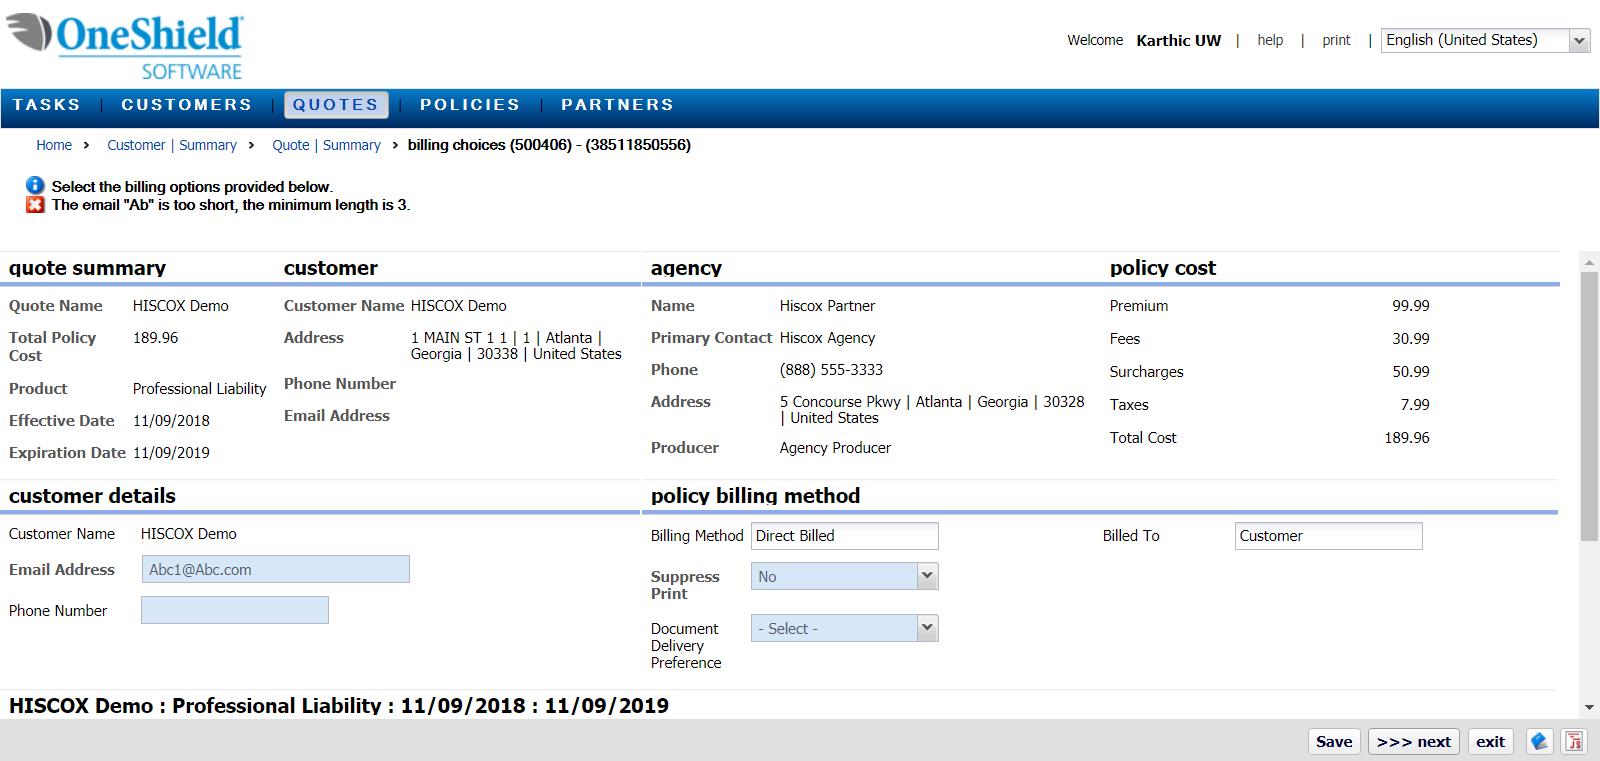 OneShield®
SOFTWARE
Welcome Karthic UW | help | print | English (United States)
TASKS | CUSTOMERS | QUOTES | POLICIES | PARTNERS
Home › Customer | Summary › Quote | Summary › billing choices (500406) - (38511850556)
Select the billing options provided below.
The email "Ab" is too short, the minimum length is 3.
quote summary
Quote Name HISCOX Demo
Total Policy Cost 189.96
Product Professional Liability
Effective Date 11/09/2018
Expiration Date 11/09/2019
customer
Customer Name HISCOX Demo
Address 1 MAIN ST 1 1 | 1 | Atlanta |
Georgia | 30338 | United States
Phone Number
Email Address
agency
Name Hiscox Partner
Primary Contact Hiscox Agency
Phone (888) 555-3333
Address 5 Concourse Pkwy | Atlanta | Georgia | 30328
| United States
Producer Agency Producer
policy cost
Premium 99.99
Fees 30.99
Surcharges 50.99
Taxes 7.99
Total Cost 189.96
customer details
Customer Name HISCOX Demo
Email Address Abc1@Abc.com
Phone Number
policy billing method
Billing Method Direct Billed
Billed To Customer
Suppress
Print No
Document
Delivery
Preference - Select -
HISCOX Demo : Professional Liability : 11/09/2018 : 11/09/2019
Save >>> next exit JS